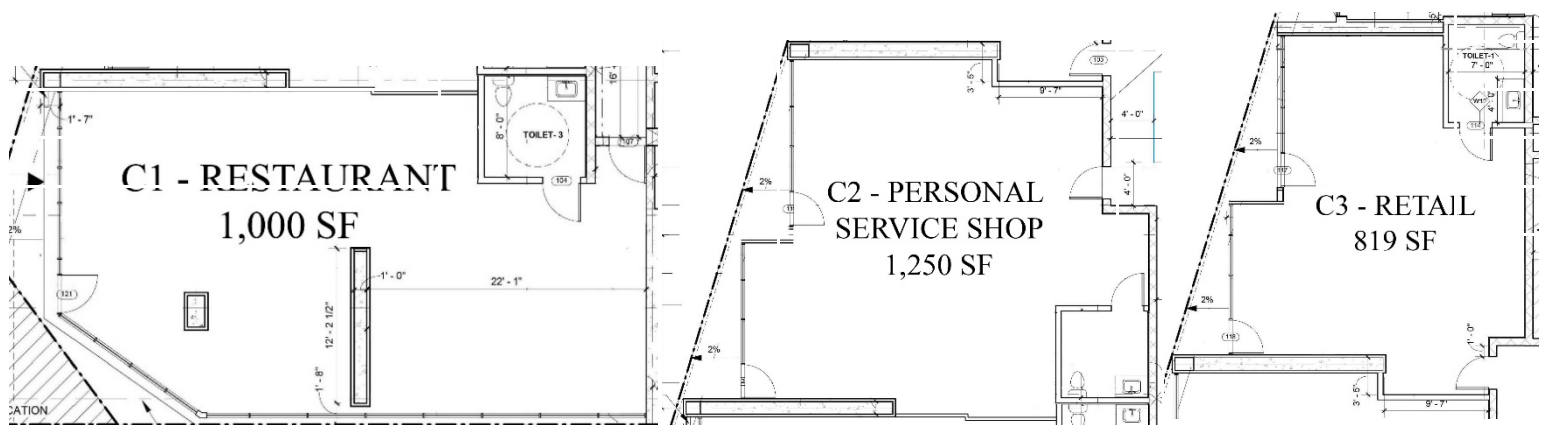 1' - 7"
C1 - RESTAURANT
1,000 SF
8' - 0"
TOILET- 3
104
107
16'
2%
121
1' - 0"
22' - 1"
12' - 2 1/2"
1' - 8"
CATION
103
3' - 5"
9' - 7"
4' - 0"
2%
C2 - PERSONAL
SERVICE SHOP
1,250 SF
4' - 0"
2%
TOILET-1
7' - 0"
4' - 0"
2%
C3 - RETAIL
819 SF
2%
118
1' - 0"
3' - 5"
9' - 7"